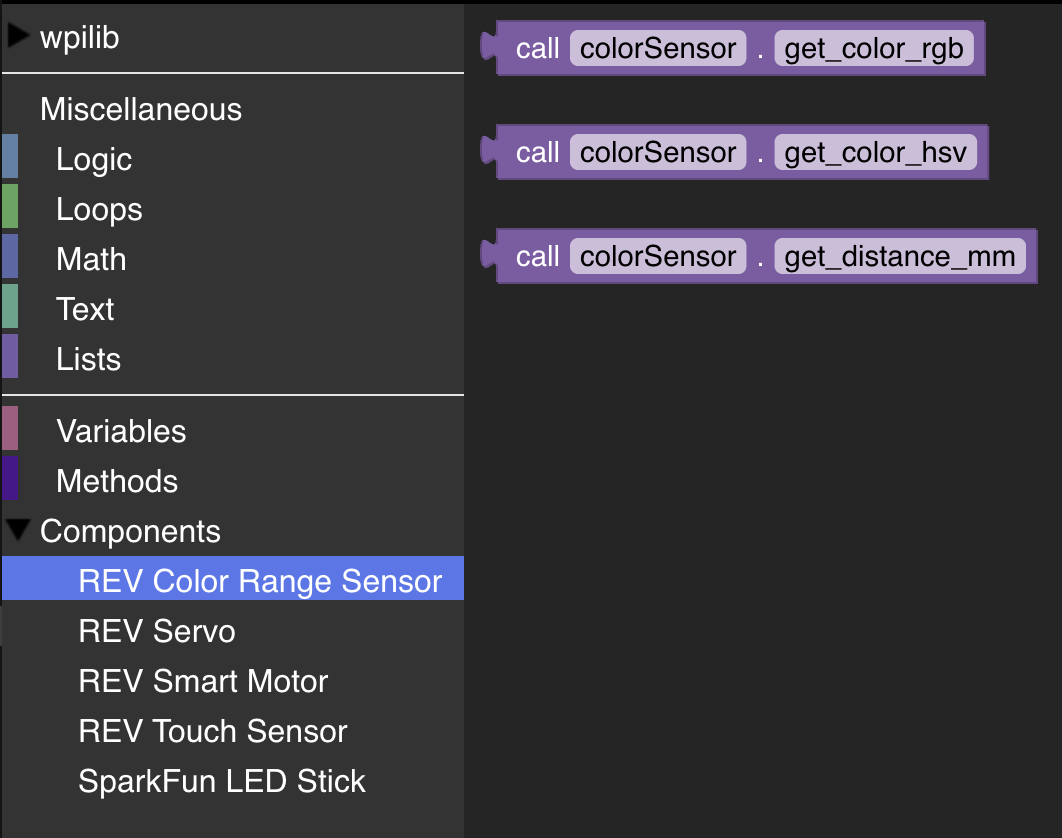 wpilib
Miscellaneous
Logic
Loops
Math
Text
Lists
Variables
Methods
Components
REV Color Range Sensor
REV Servo
REV Smart Motor
REV Touch Sensor
SparkFun LED Stick
call colorSensor . get_color_rgb
call colorSensor . get_color_hsv
call colorSensor . get_distance_mm